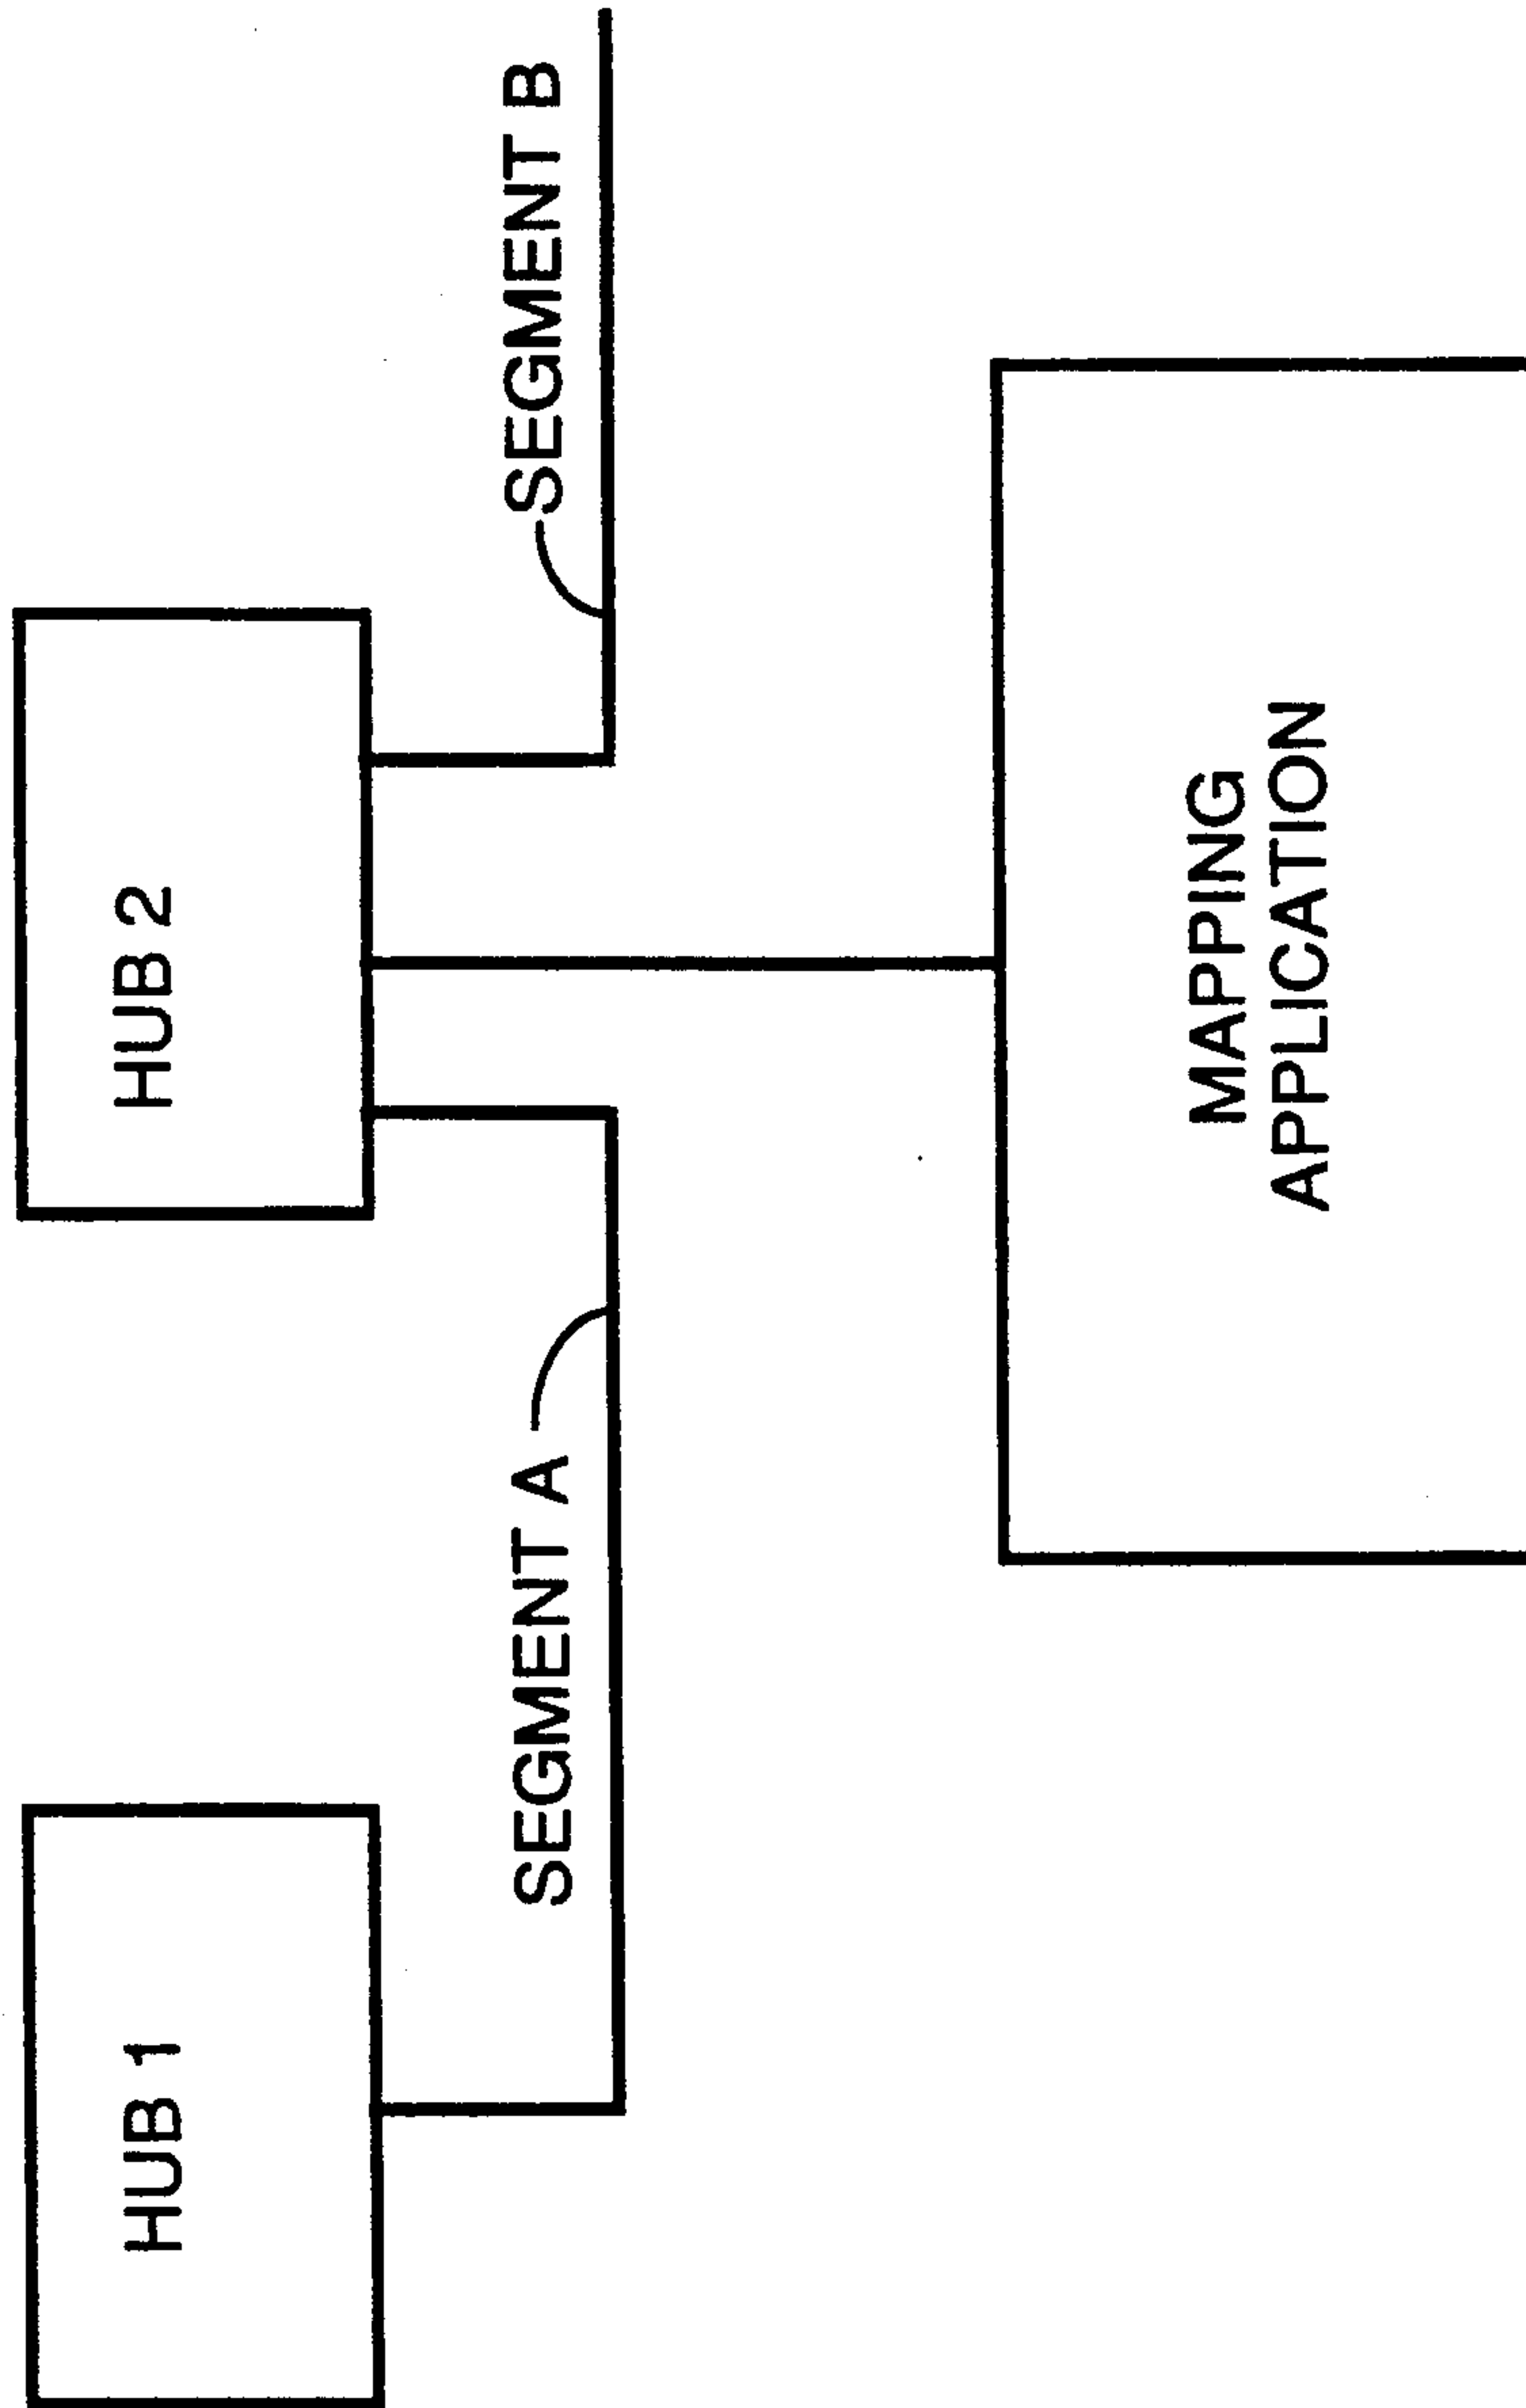 HUB 1
HUB 2
SEGMENT A
SEGMENT B
MAPPING
APPLICATION